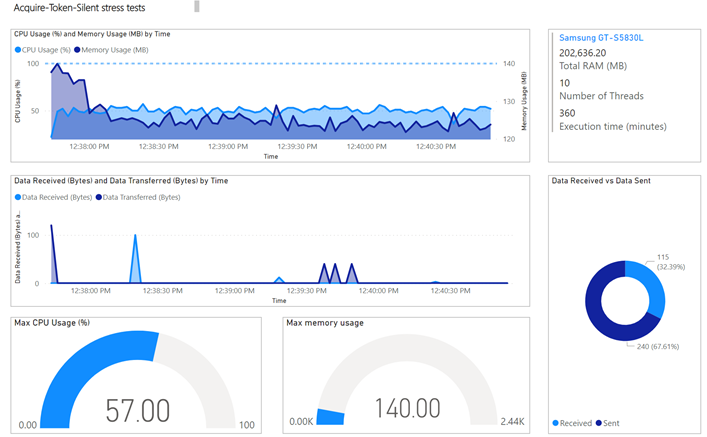 Acquire-Token-Silent stress tests
CPU Usage (%) and Memory Usage (MB) by Time
CPU Usage (%) Memory Usage (MB)
CPU Usage (%)
100
50
Memory Usage (MB)
140
130
120
12:38:00 PM 12:38:30 PM 12:39:00 PM 12:39:30 PM 12:40:00 PM 12:40:30 PM
Time
Samsung GT-S5830L
202,636.20
Total RAM (MB)
10
Number of Threads
360
Execution time (minutes)
Data Received (Bytes) and Data Transferred (Bytes) by Time
Data Received (Bytes) Data Transferred (Bytes)
Data Received (Bytes) a...
100
0
12:38:00 PM 12:38:30 PM 12:39:00 PM 12:39:30 PM 12:40:00 PM 12:40:30 PM
Time
Data Received vs Data Sent
115
(32.39%)
240 (67.61%)
Received Sent
Max CPU Usage (%)
57.00
0.00
100
Max memory usage
140.00
0.00K
2.44K